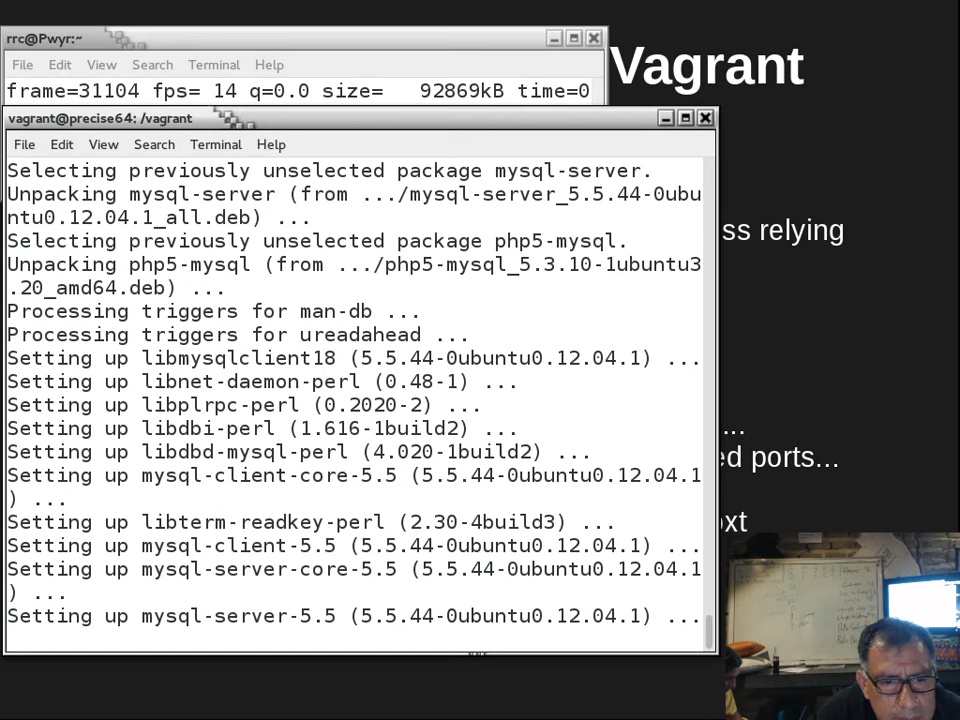 rrc@Pwyr:~
File Edit View Search Terminal Help
frame=31104 fps= 14 q=0.0 size= 92869kB time=0
Vagrant
vagrant@precise64: /vagrant
File Edit View Search Terminal Help
Selecting previously unselected package mysql-server.
Unpacking mysql-server (from .../mysql-server_5.5.44-0ubu
ntu0.12.04.1_all.deb) ...
ss relying
Selecting previously unselected package php5-mysql.
Unpacking php5-mysql (from .../php5-mysql_5.3.10-1ubuntu3
.20_amd64.deb) ...
Processing triggers for man-db ...
Processing triggers for ureadahead ...
Setting up libmysqlclient18 (5.5.44-0ubuntu0.12.04.1) ...
Setting up libnet-daemon-perl (0.48-1) ...
Setting up libplrpc-perl (0.2020-2) ...
Setting up libdbi-perl (1.616-1build2) ...
...
Setting up libdbd-mysql-perl (4.020-1build2) ...
ed ports...
Setting up mysql-client-core-5.5 (5.5.44-0ubuntu0.12.04.1
) ...
Setting up libterm-readkey-perl (2.30-4build3) ...
Setting up mysql-client-5.5 (5.5.44-0ubuntu0.12.04.1) ...
Setting up mysql-server-core-5.5 (5.5.44-0ubuntu0.12.04.1
) ...
Setting up mysql-server-5.5 (5.5.44-0ubuntu0.12.04.1) ...